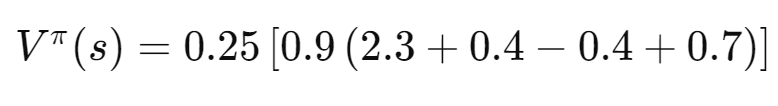 V^π(s) = 0.25 [0.9 (2.3 + 0.4 − 0.4 + 0.7)]